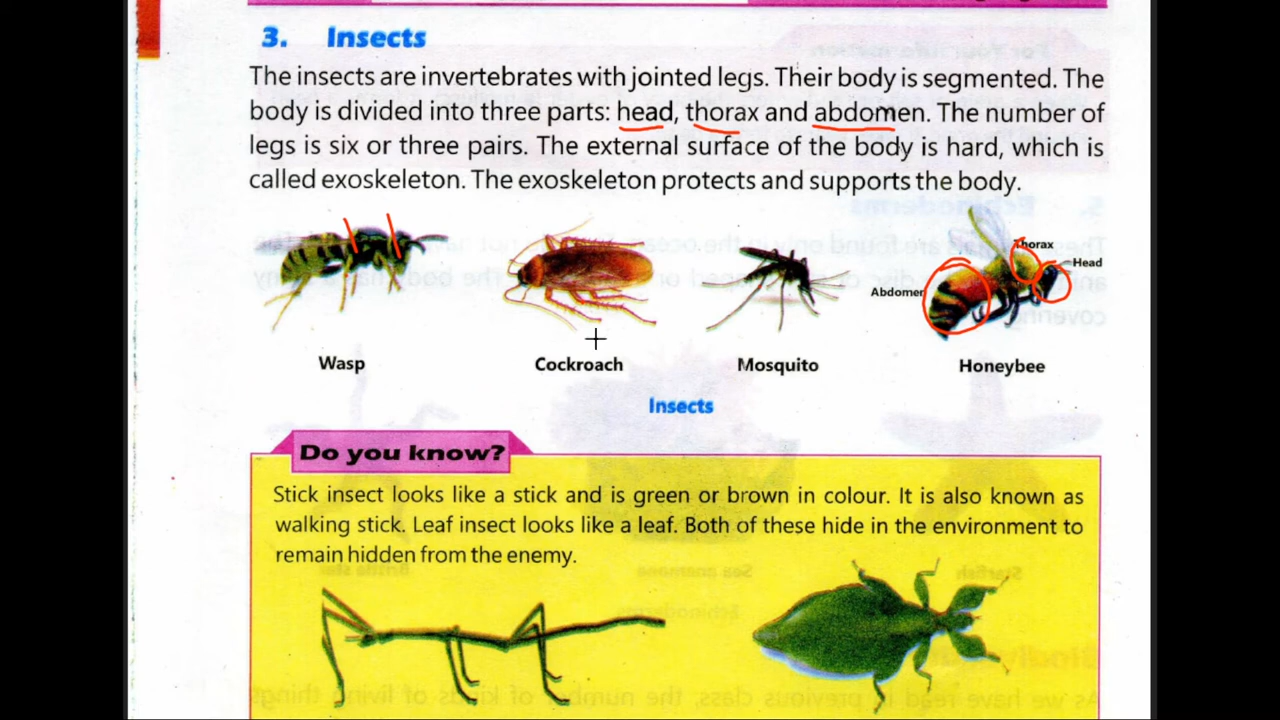 3. Insects
The insects are invertebrates with jointed legs. Their body is segmented. The
body is divided into three parts: head, thorax and abdomen. The number of
legs is six or three pairs. The external surface of the body is hard, which is
called exoskeleton. The exoskeleton protects and supports the body.
Thorax
Head
Abdomen
Wasp
Cockroach
Mosquito
Honeybee
Insects
Do you know?
Stick insect looks like a stick and is green or brown in colour. It is also known as
walking stick. Leaf insect looks like a leaf. Both of these hide in the environment to
remain hidden from the enemy.